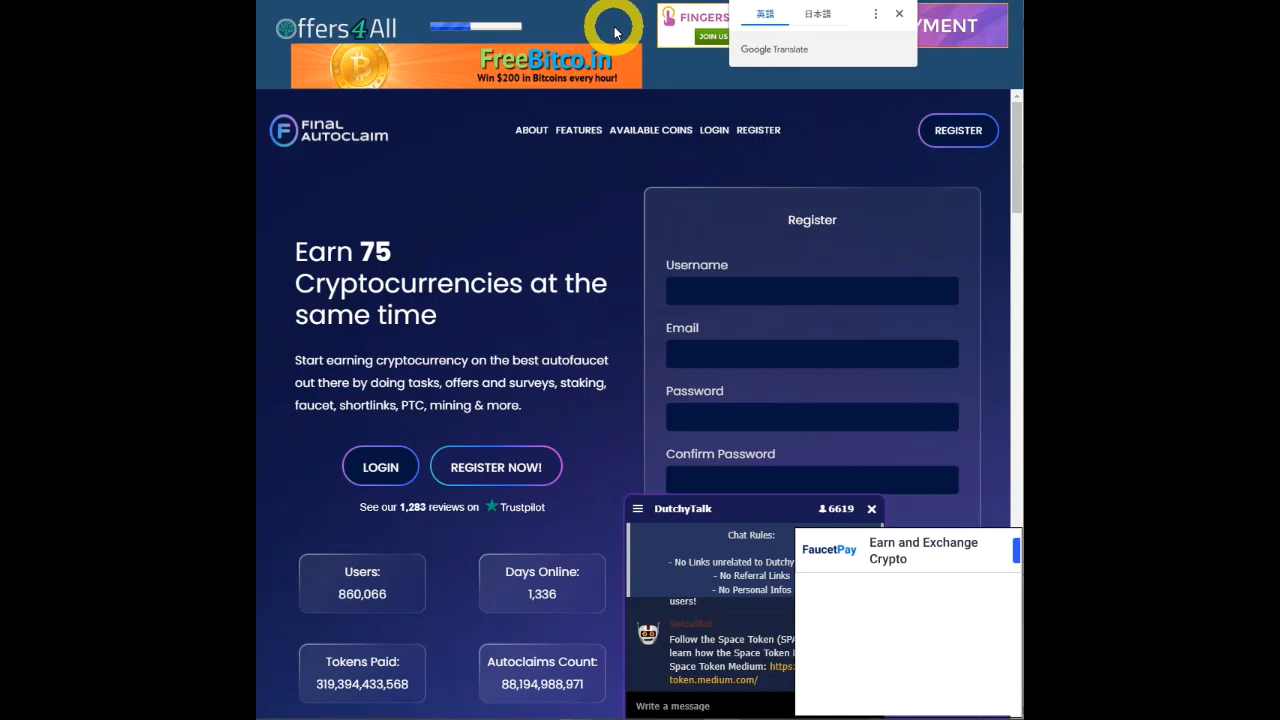 Offers4All
FINGERS
JOIN US
YMENT
英語
日本語
Google Translate
FreeBitco.in
Win $200 in Bitcoins every hour!
FINAL
AUTOCLAIM
ABOUT
FEATURES
AVAILABLE COINS
LOGIN
REGISTER
REGISTER
Earn 75
Cryptocurrencies at the
same time
Start earning cryptocurrency on the best autofaucet
out there by doing tasks, offers and surveys, staking,
faucet, shortlinks, PTC, mining & more.
LOGIN
REGISTER NOW!
See our 1,283 reviews on Trustpilot
Users:
860,066
Days Online:
1,336
Tokens Paid:
319,394,433,568
Autoclaims Count:
88,194,988,971
Register
Username
Email
Password
Confirm Password
DutchyTalk
6619
Chat Rules:
- No Links unrelated to Dutchy
- No Referral Links
- No Personal Infos
users!
SocialBot
Follow the Space Token (SPA
learn how the Space Token
Space Token Medium: https:
token.medium.com/
Write a message
FaucetPay
Earn and Exchange
Crypto